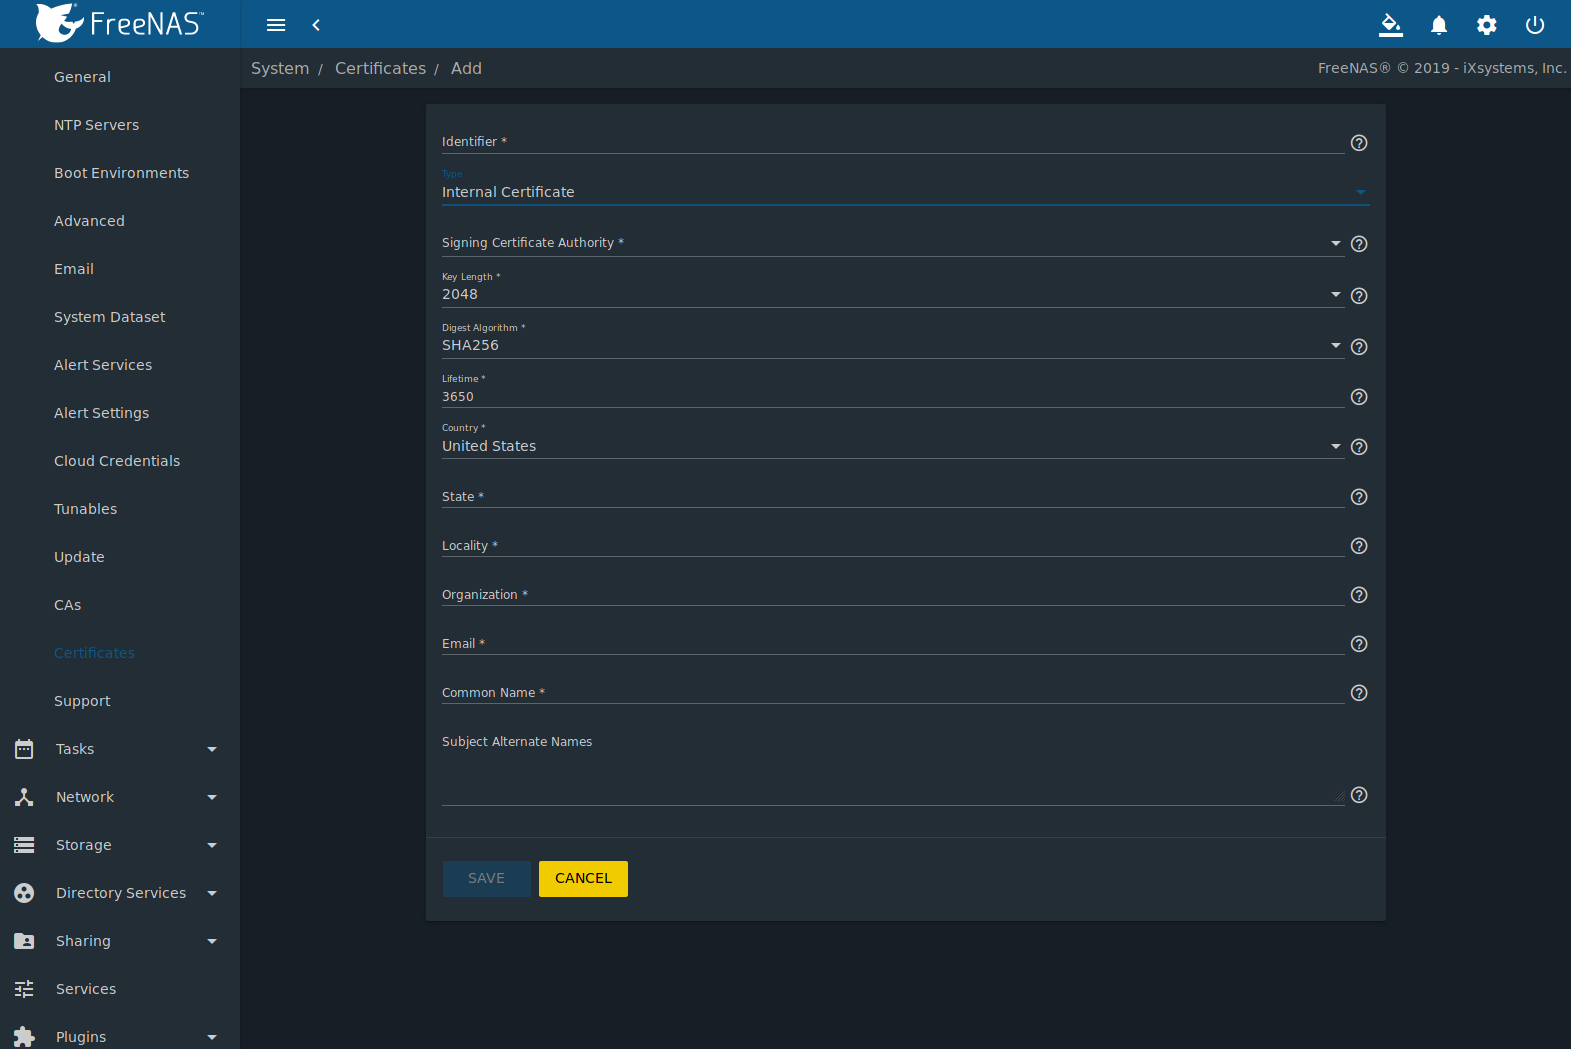 FreeNAS™
System / Certificates / Add
FreeNAS® © 2019 - iXsystems, Inc.
General
NTP Servers
Boot Environments
Advanced
Email
System Dataset
Alert Services
Alert Settings
Cloud Credentials
Tunables
Update
CAs
Certificates
Support
Tasks
Network
Storage
Directory Services
Sharing
Services
Plugins
Identifier *
Type
Internal Certificate
Signing Certificate Authority *
Key Length *
2048
Digest Algorithm *
SHA256
Lifetime *
3650
Country *
United States
State *
Locality *
Organization *
Email *
Common Name *
Subject Alternate Names
SAVE CANCEL